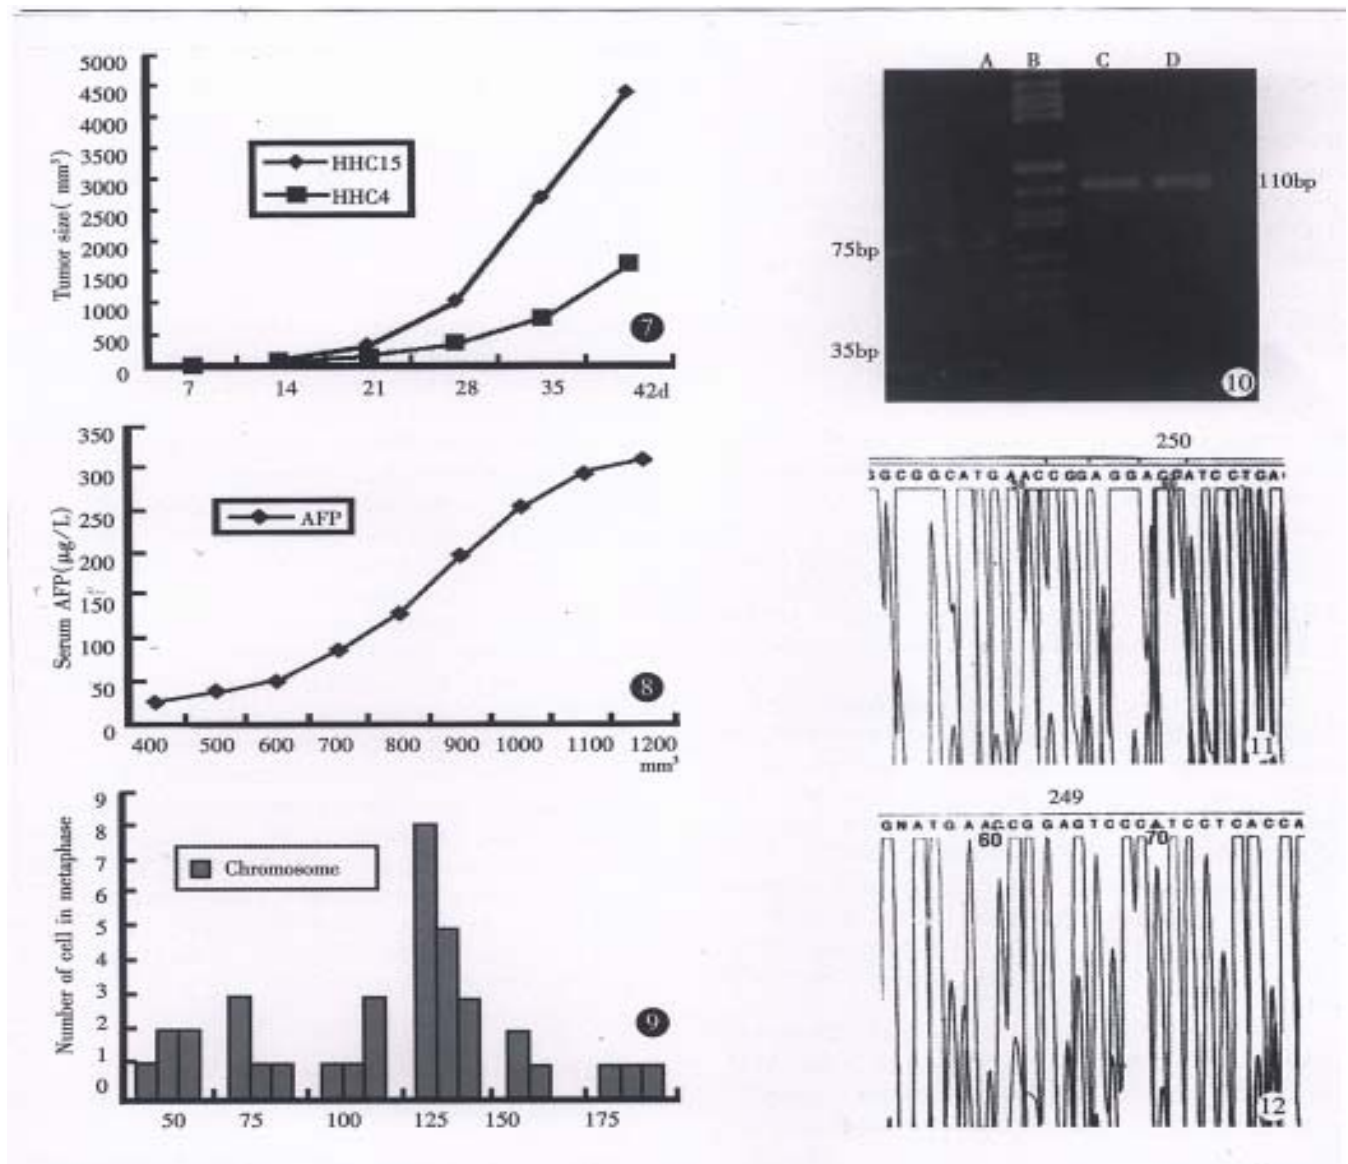 5000
4500
4000
3500
3000
2500
2000
1500
1000
500
0
Tumor size( mm³)
HHC15
HHC4
7
7 14 21 28 35 42d
350
300
250
200
150
100
50
0
Serum AFP(μg/L)
AFP
8
400 500 600 700 800 900 1000 1100 1200
mm³
9
8
7
6
5
4
3
2
1
0
Number of cell in metaphase
Chromosome
9
50 75 100 125 150 175
A B C D
110bp
75bp
35bp
10
250
G G C G G C A T G A A C C G G A G G A
A T C C T G A
11
249
G N A T G A A C C G G A G T C C C A T C C T C A C C A
60 70
12